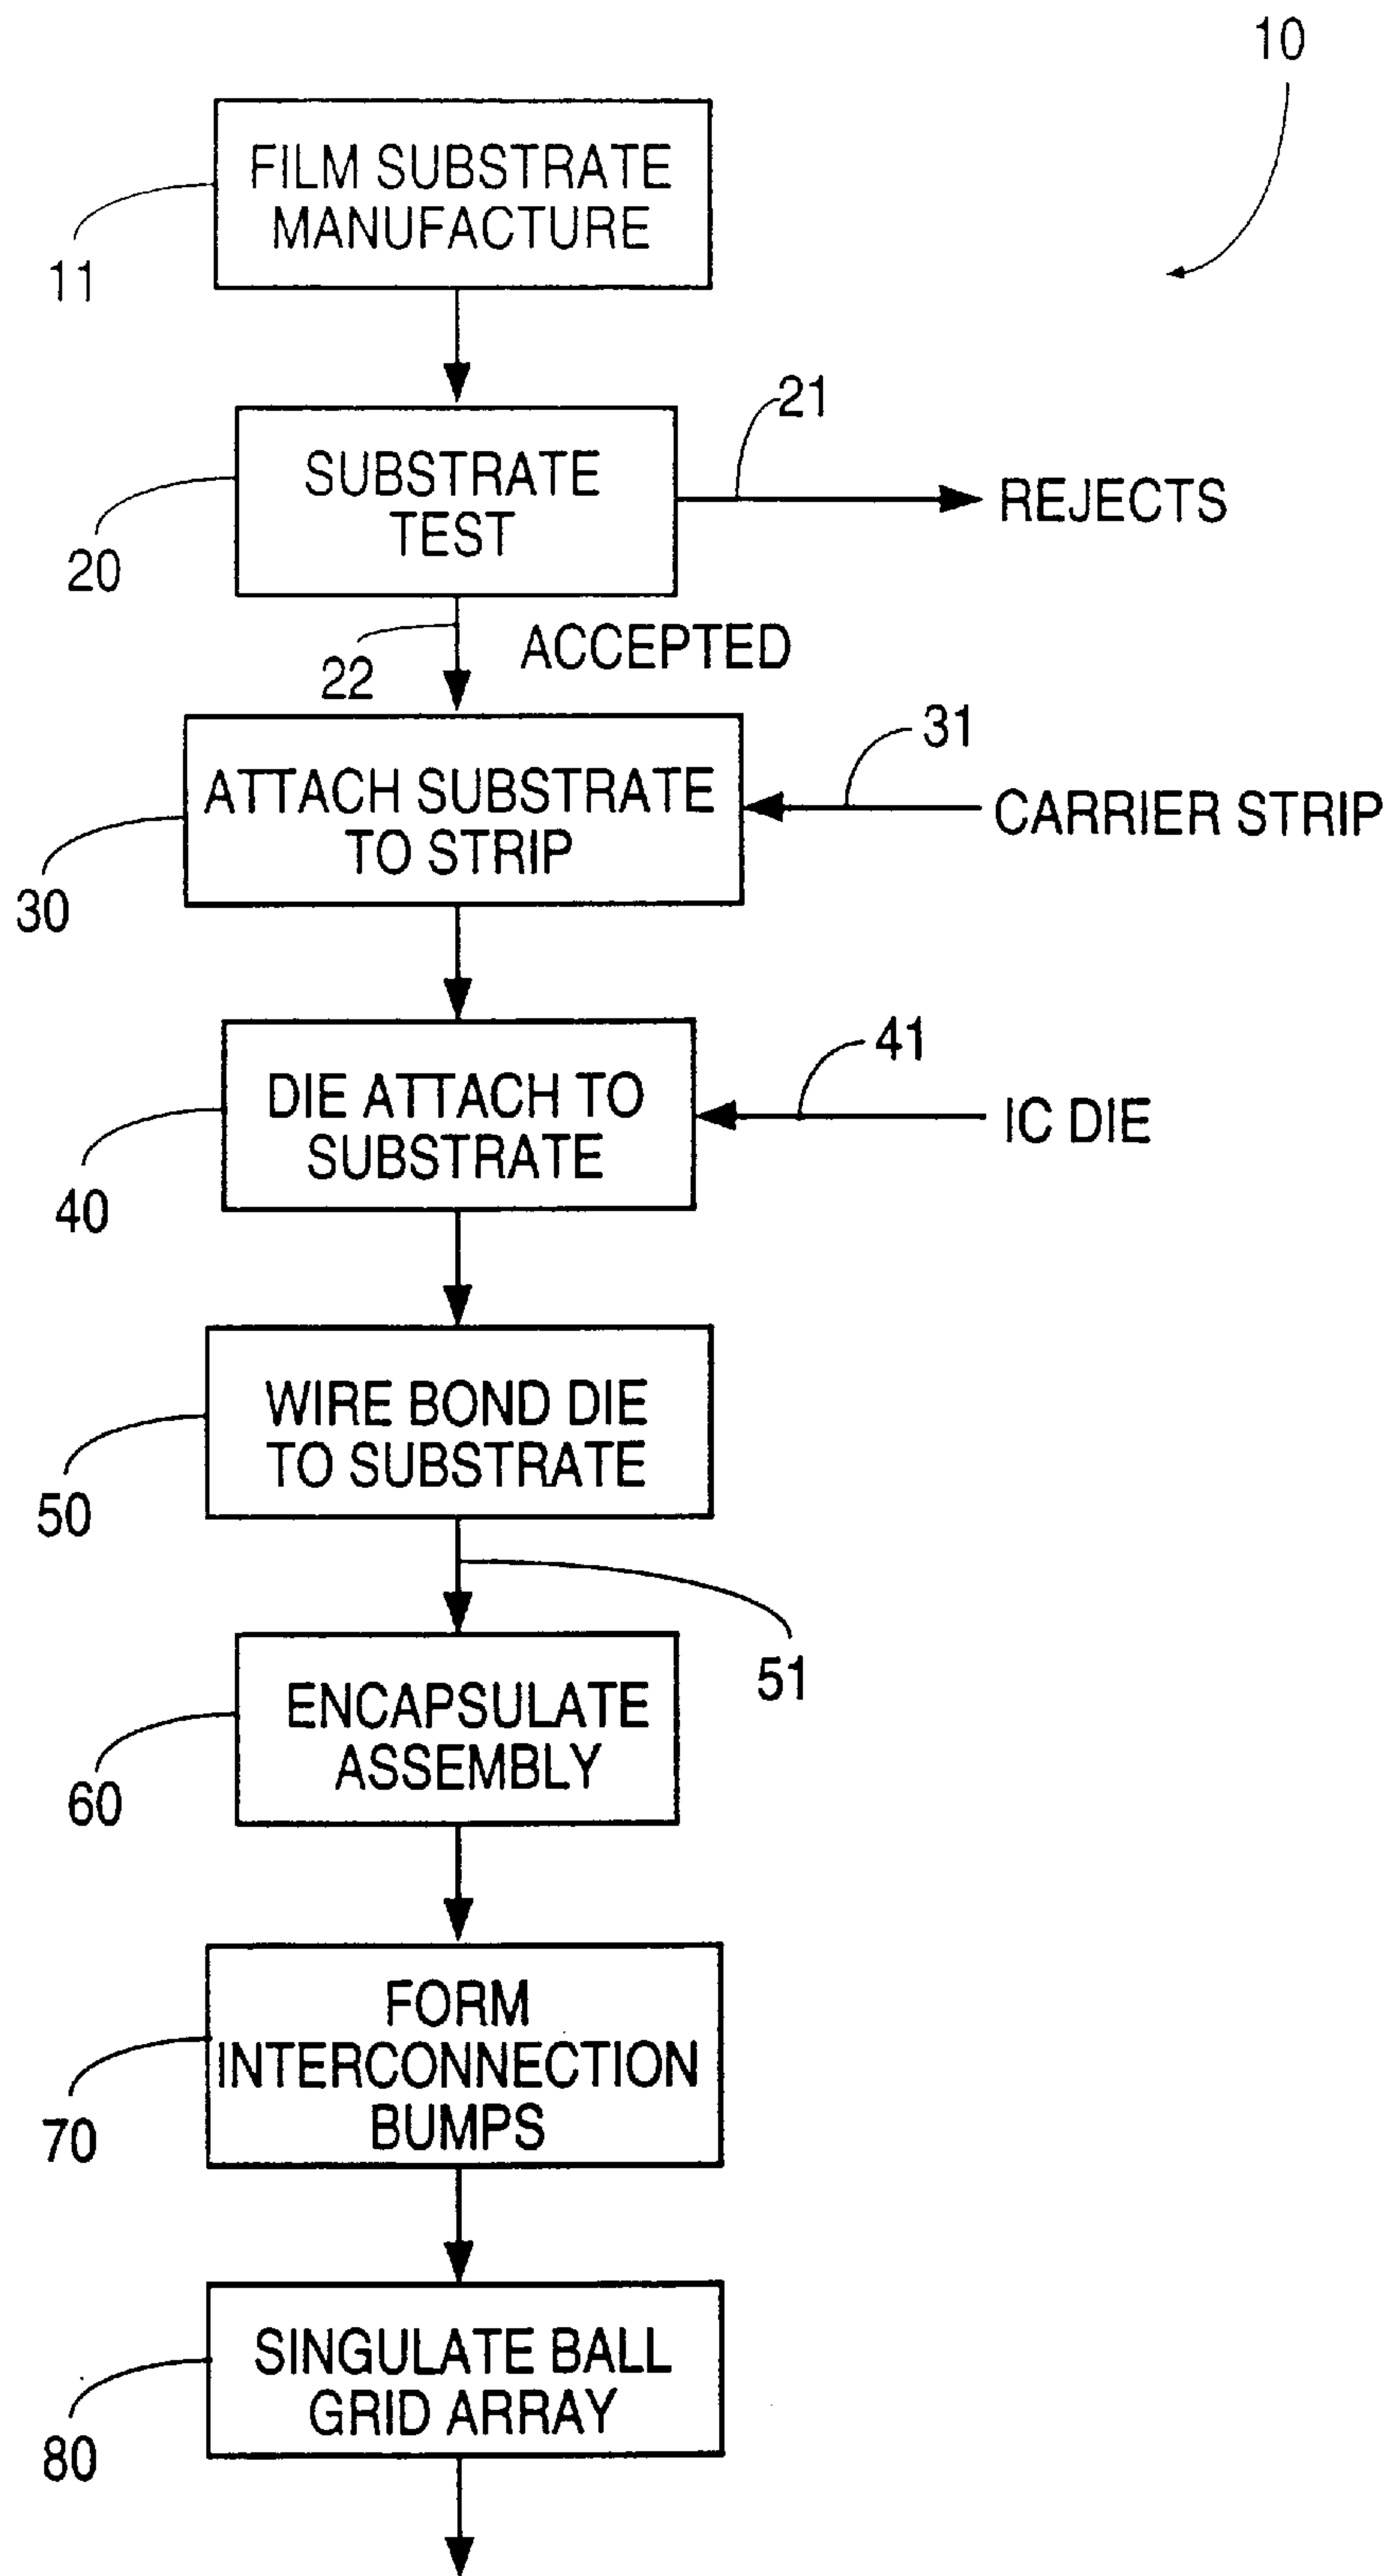 10
FILM SUBSTRATE
MANUFACTURE
11
21
SUBSTRATE
TEST
REJECTS
20
ACCEPTED
22
31
ATTACH SUBSTRATE
TO STRIP
CARRIER STRIP
30
41
DIE ATTACH TO
SUBSTRATE
IC DIE
40
WIRE BOND DIE
TO SUBSTRATE
50
51
ENCAPSULATE
ASSEMBLY
60
FORM
INTERCONNECTION
BUMPS
70
SINGULATE BALL
GRID ARRAY
80